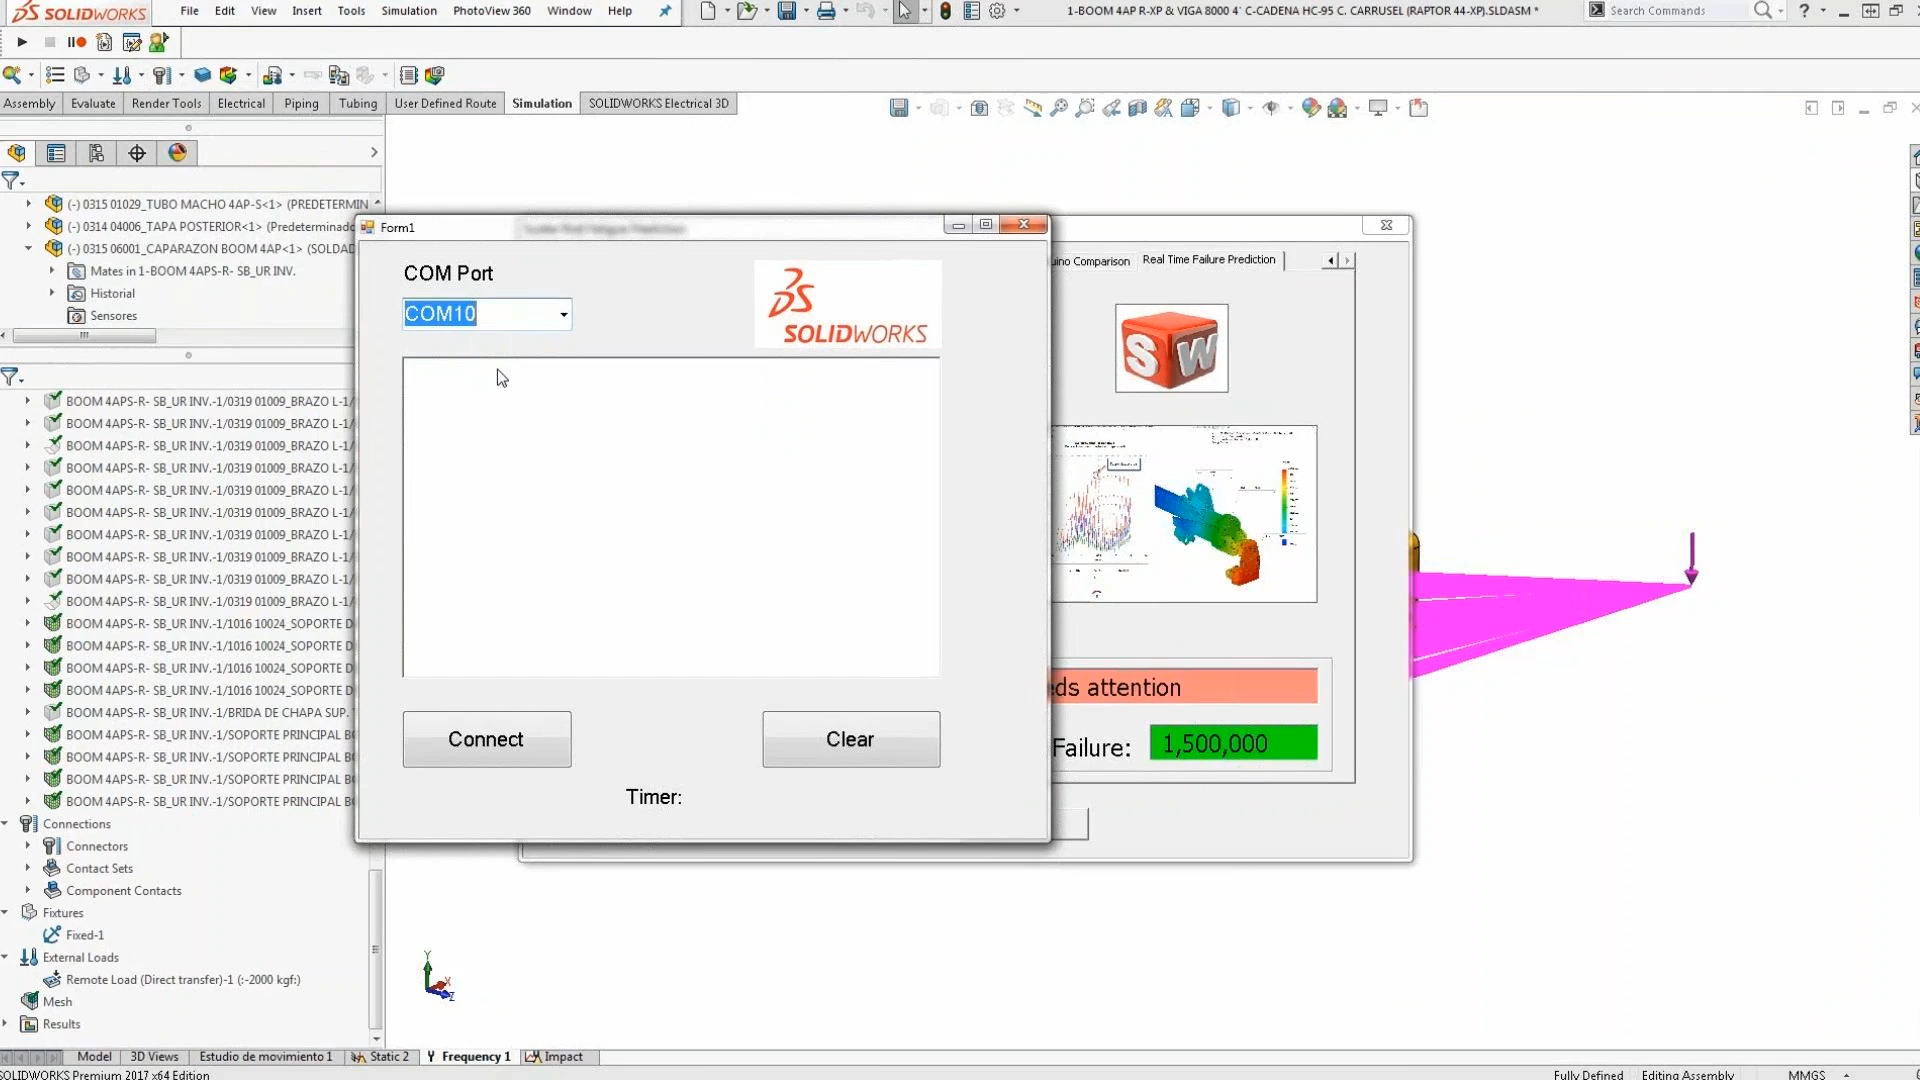 SOLIDWORKS
File Edit View Insert Tools Simulation PhotoView 360 SOLIDWORKS Window Help
1-BOOM 4AP R-XP & VIGA 8000 4` C-CADENA HC-95 C. CARRUSEL (RAPTOR 44-XP).SLDASM *
Search Commands
Assembly Evaluate Render Tools Electrical Piping Tubing User Defined Route Simulation SOLIDWORKS Electrical 3D
(-) 0315 01029_TUBO MACHO 4AP-S<1> (PREDETERMIN
(-) 0314 04006_TAPA POSTERIOR<1> (Predeterminado
(-) 0315 06001_CAPARAZON BOOM 4AP<1> (SOLDAD
Mates in 1-BOOM 4APS-R- SB_UR INV.
Historial
Sensores
BOOM 4APS-R- SB_UR INV.-1/0319 01009_BRAZO L-1/
BOOM 4APS-R- SB_UR INV.-1/0319 01009_BRAZO L-1/
BOOM 4APS-R- SB_UR INV.-1/0319 01009_BRAZO L-1/
BOOM 4APS-R- SB_UR INV.-1/0319 01009_BRAZO L-1/
BOOM 4APS-R- SB_UR INV.-1/0319 01009_BRAZO L-1/
BOOM 4APS-R- SB_UR INV.-1/0319 01009_BRAZO L-1/
BOOM 4APS-R- SB_UR INV.-1/0319 01009_BRAZO L-1/
BOOM 4APS-R- SB_UR INV.-1/0319 01009_BRAZO L-1/
BOOM 4APS-R- SB_UR INV.-1/0319 01009_BRAZO L-1/
BOOM 4APS-R- SB_UR INV.-1/0319 01009_BRAZO L-1/
BOOM 4APS-R- SB_UR INV.-1/1016 10024_SOPORTE D
BOOM 4APS-R- SB_UR INV.-1/1016 10024_SOPORTE D
BOOM 4APS-R- SB_UR INV.-1/1016 10024_SOPORTE D
BOOM 4APS-R- SB_UR INV.-1/1016 10024_SOPORTE D
BOOM 4APS-R- SB_UR INV.-1/BRIDA DE CHAPA SUP.
BOOM 4APS-R- SB_UR INV.-1/SOPORTE PRINCIPAL BO
BOOM 4APS-R- SB_UR INV.-1/SOPORTE PRINCIPAL BO
BOOM 4APS-R- SB_UR INV.-1/SOPORTE PRINCIPAL BO
BOOM 4APS-R- SB_UR INV.-1/SOPORTE PRINCIPAL BO
Connections
Connectors
Contact Sets
Component Contacts
Fixtures
Fixed-1
External Loads
Remote Load (Direct transfer)-1 (:-2000 kgf:)
Mesh
Results
Form1
COM Port
COM10
SOLIDWORKS
Connect
Clear
Timer:
uino Comparison Real Time Failure Prediction
SW
eds attention
Failure: 1,500,000
Y
X
Z
Model 3D Views Estudio de movimiento 1 Static 2 Frequency 1 Impact
SOLIDWORKS Premium 2017 x64 Edition
Fully Defined Editing Assembly MMGS